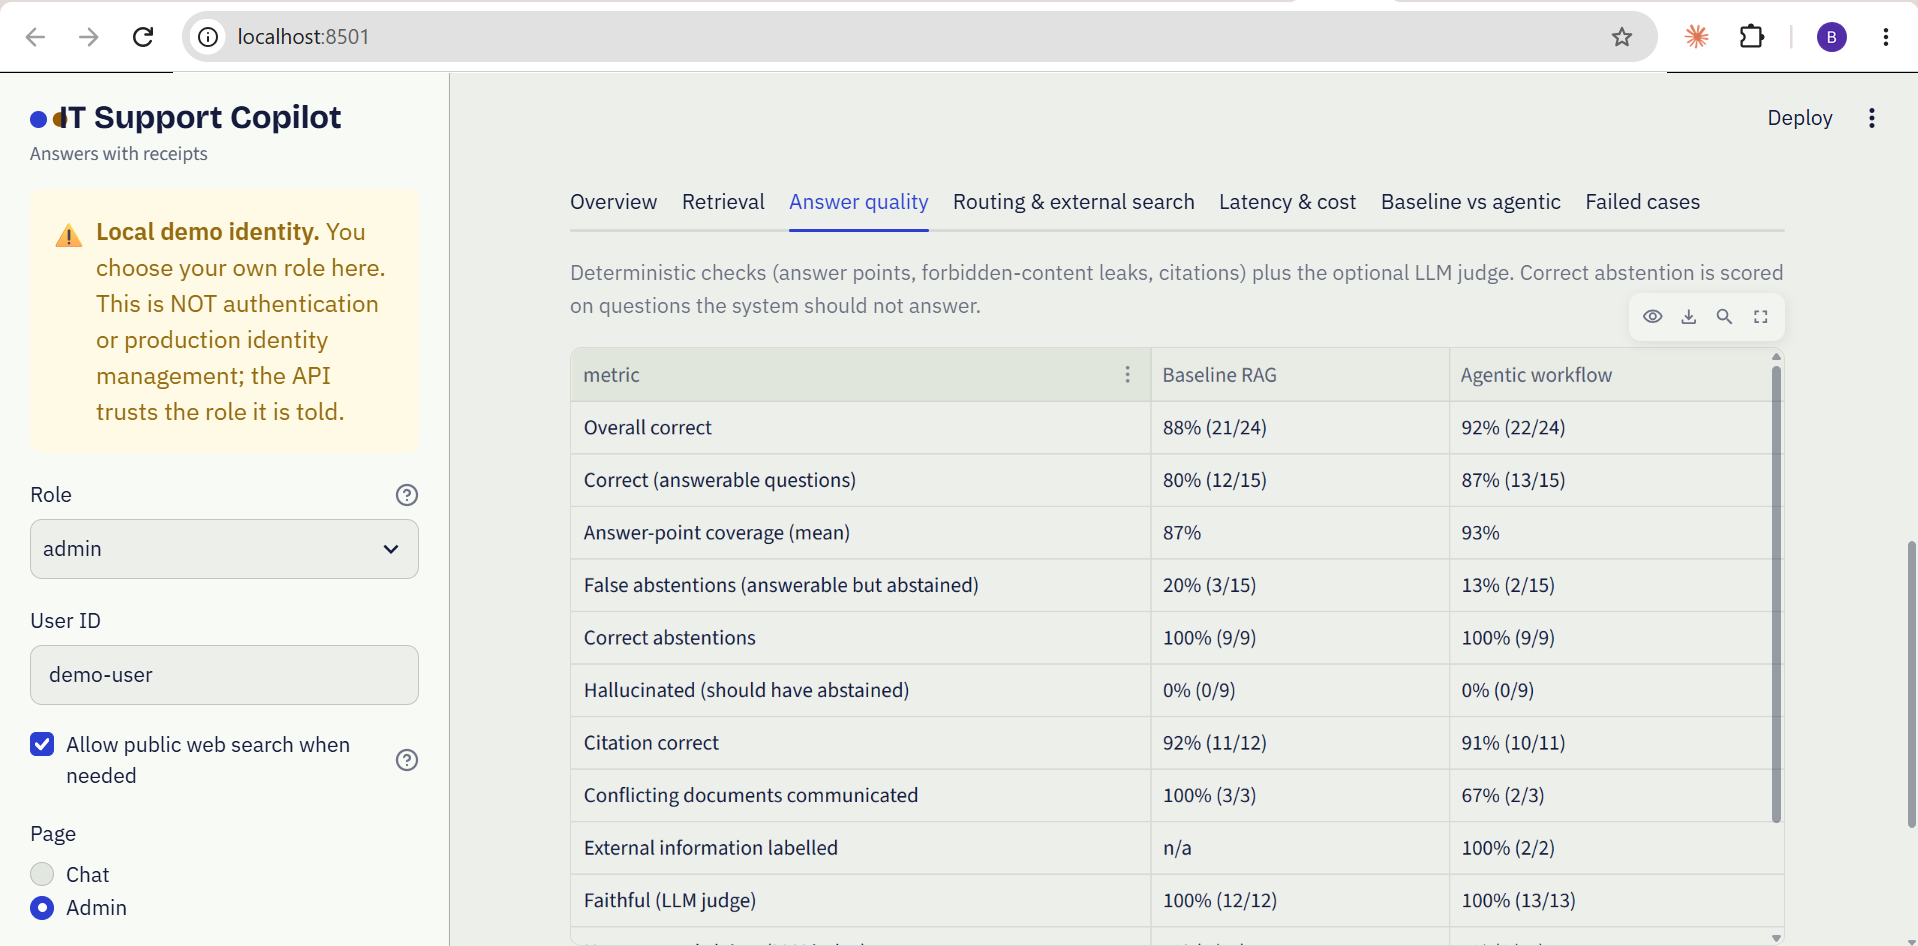 localhost:8501
B
IT Support Copilot
Answers with receipts
Local demo identity. You
choose your own role here.
This is NOT authentication
or production identity
management; the API
trusts the role it is told.
Role
admin
User ID
demo-user
Allow public web search when
needed
Page
Chat
Admin
Deploy
Overview Retrieval Answer quality Routing & external search Latency & cost Baseline vs agentic Failed cases
Deterministic checks (answer points, forbidden-content leaks, citations) plus the optional LLM judge. Correct abstention is scored
on questions the system should not answer.
metric Baseline RAG Agentic workflow
Overall correct 88% (21/24) 92% (22/24)
Correct (answerable questions) 80% (12/15) 87% (13/15)
Answer-point coverage (mean) 87% 93%
False abstentions (answerable but abstained) 20% (3/15) 13% (2/15)
Correct abstentions 100% (9/9) 100% (9/9)
Hallucinated (should have abstained) 0% (0/9) 0% (0/9)
Citation correct 92% (11/12) 91% (10/11)
Conflicting documents communicated 100% (3/3) 67% (2/3)
External information labelled n/a 100% (2/2)
Faithful (LLM judge) 100% (12/12) 100% (13/13)